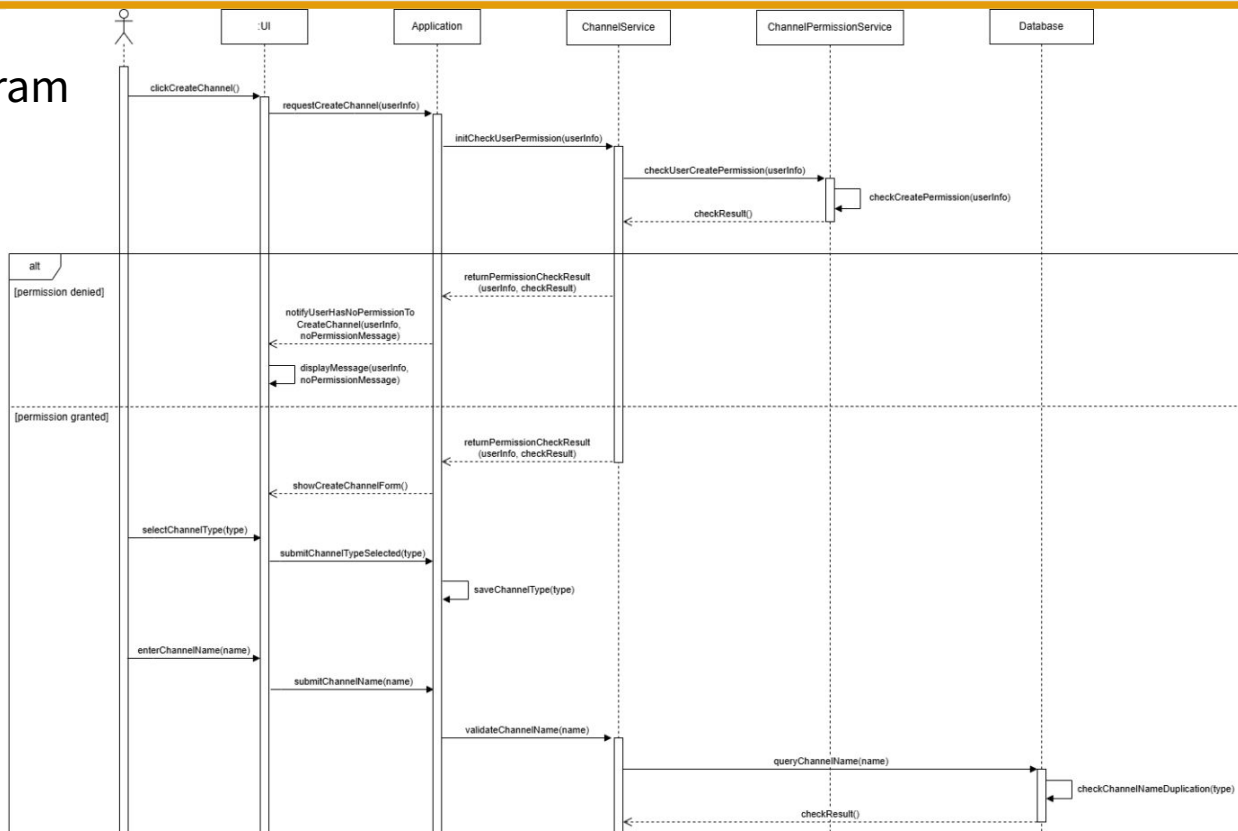 ram
:UI
Application
ChannelService
ChannelPermissionService
Database
clickCreateChannel()
requestCreateChannel(userInfo)
initCheckUserPermission(userInfo)
checkUserCreatePermission(userInfo)
checkCreatePermission(userInfo)
checkResult()
alt
[permission denied]
returnPermissionCheckResult
(userInfo, checkResult)
notifyUserHasNoPermissionTo
CreateChannel(userInfo,
noPermissionMessage)
displayMessage(userInfo,
noPermissionMessage)
[permission granted]
returnPermissionCheckResult
(userInfo, checkResult)
showCreateChannelForm()
selectChannelType(type)
submitChannelTypeSelected(type)
saveChannelType(type)
enterChannelName(name)
submitChannelName(name)
validateChannelName(name)
queryChannelName(name)
checkChannelNameDuplication(type)
checkResult()